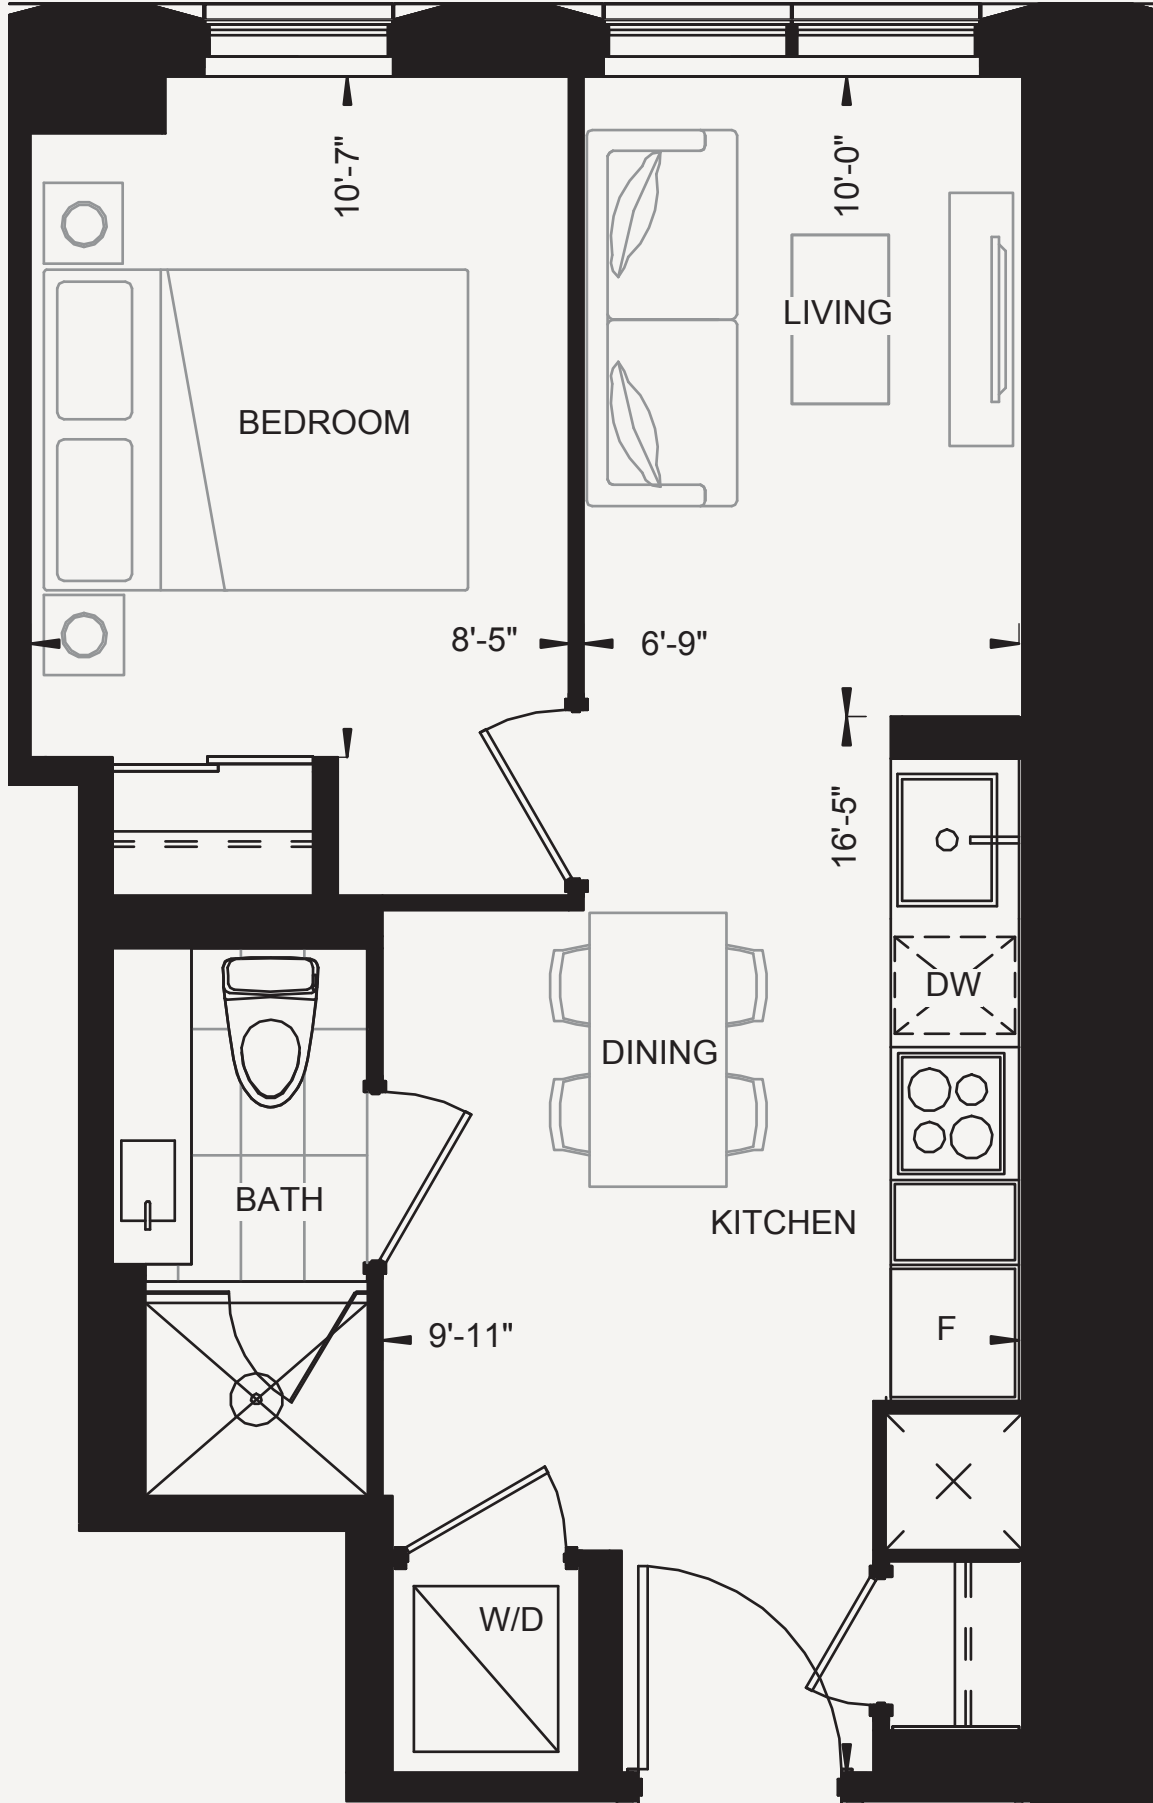 10'-7"
10'-0"
LIVING
BEDROOM
8'-5"
6'-9"
16'-5"
DW
DINING
BATH
KITCHEN
9'-11"
F
W/D